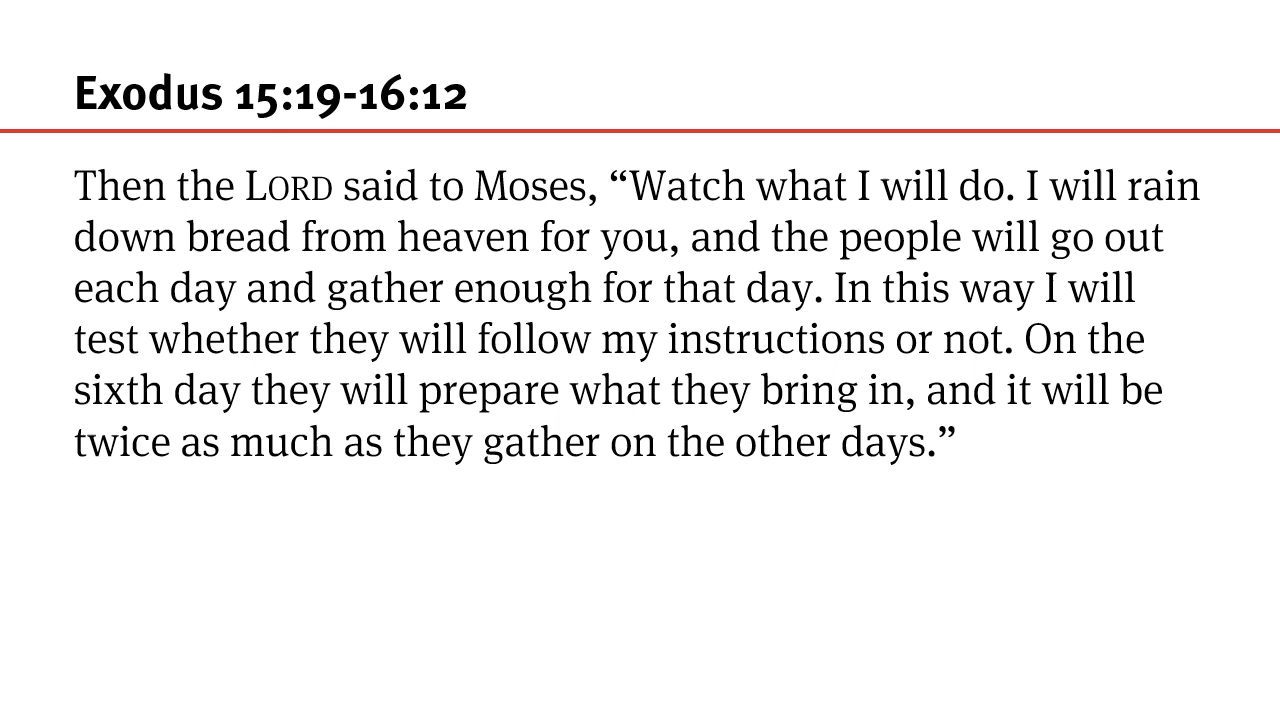 Exodus 15:19-16:12
Then the LORD said to Moses, “Watch what I will do. I will rain
down bread from heaven for you, and the people will go out
each day and gather enough for that day. In this way I will
test whether they will follow my instructions or not. On the
sixth day they will prepare what they bring in, and it will be
twice as much as they gather on the other days.”